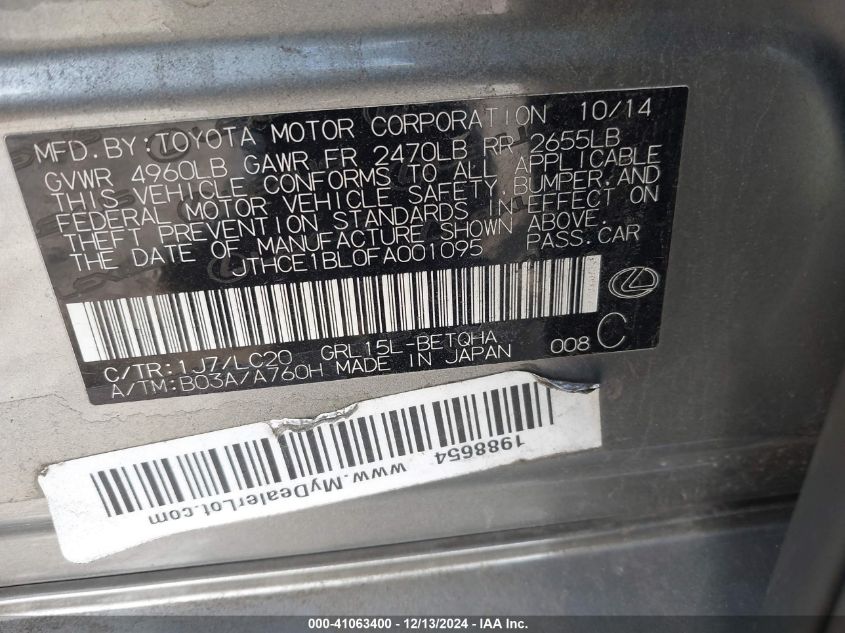 MFD. BY: TOYOTA MOTOR CORPORATION 10/14
GVWR 4960LB GAWR FR 2470LB RR 2655LB
THIS VEHICLE CONFORMS TO ALL APPLICABLE
FEDERAL MOTOR VEHICLE SAFETY, BUMPER, AND
THEFT PREVENTION STANDARDS IN EFFECT ON
THE DATE OF MANUFACTURE SHOWN ABOVE.
JTHCE1BL0FA001095 PASS. CAR
C/TR: 1J7/LC20 GRL15L-BETQHA 008 C
A/TM: B03A/A760H MADE IN JAPAN
1988654
www.MyDealerLot.com
000-41063400 - 12/13/2024 - IAA Inc.